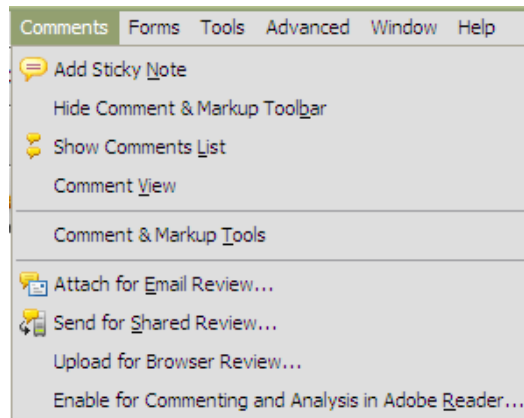 Comments Forms Tools Advanced Window Help
Add Sticky Note
Hide Comment & Markup Toolbar
Show Comments List
Comment View
Comment & Markup Tools
Attach for Email Review...
Send for Shared Review...
Upload for Browser Review...
Enable for Commenting and Analysis in Adobe Reader...